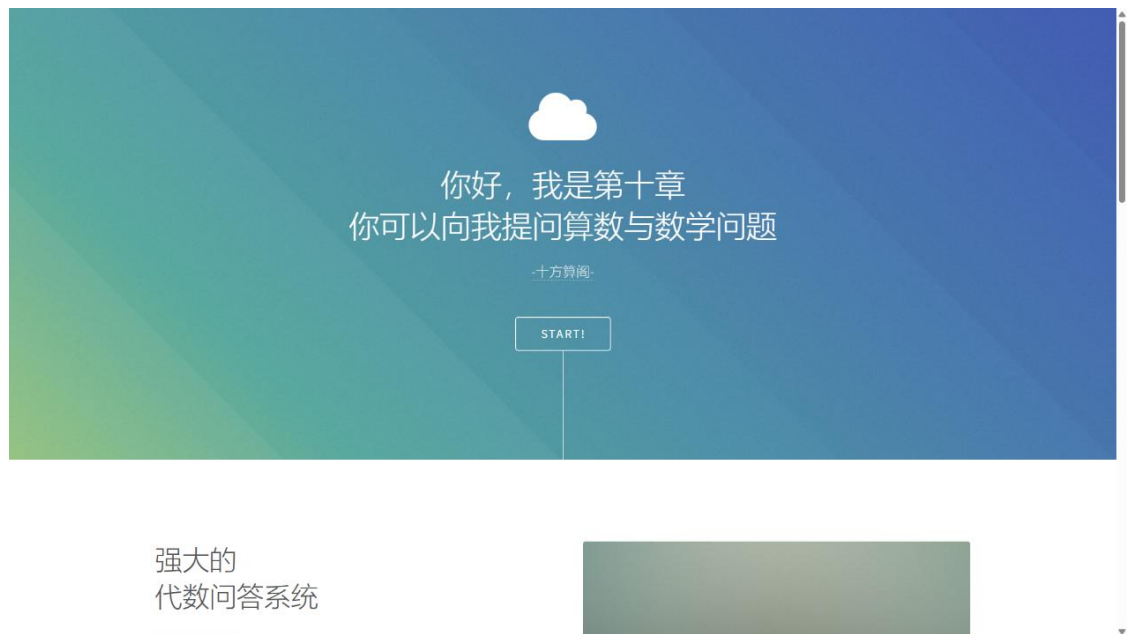 你好，我是第十章
你可以向我提问算数与数学问题
-十方算阁-
START!
强大的
代数问答系统